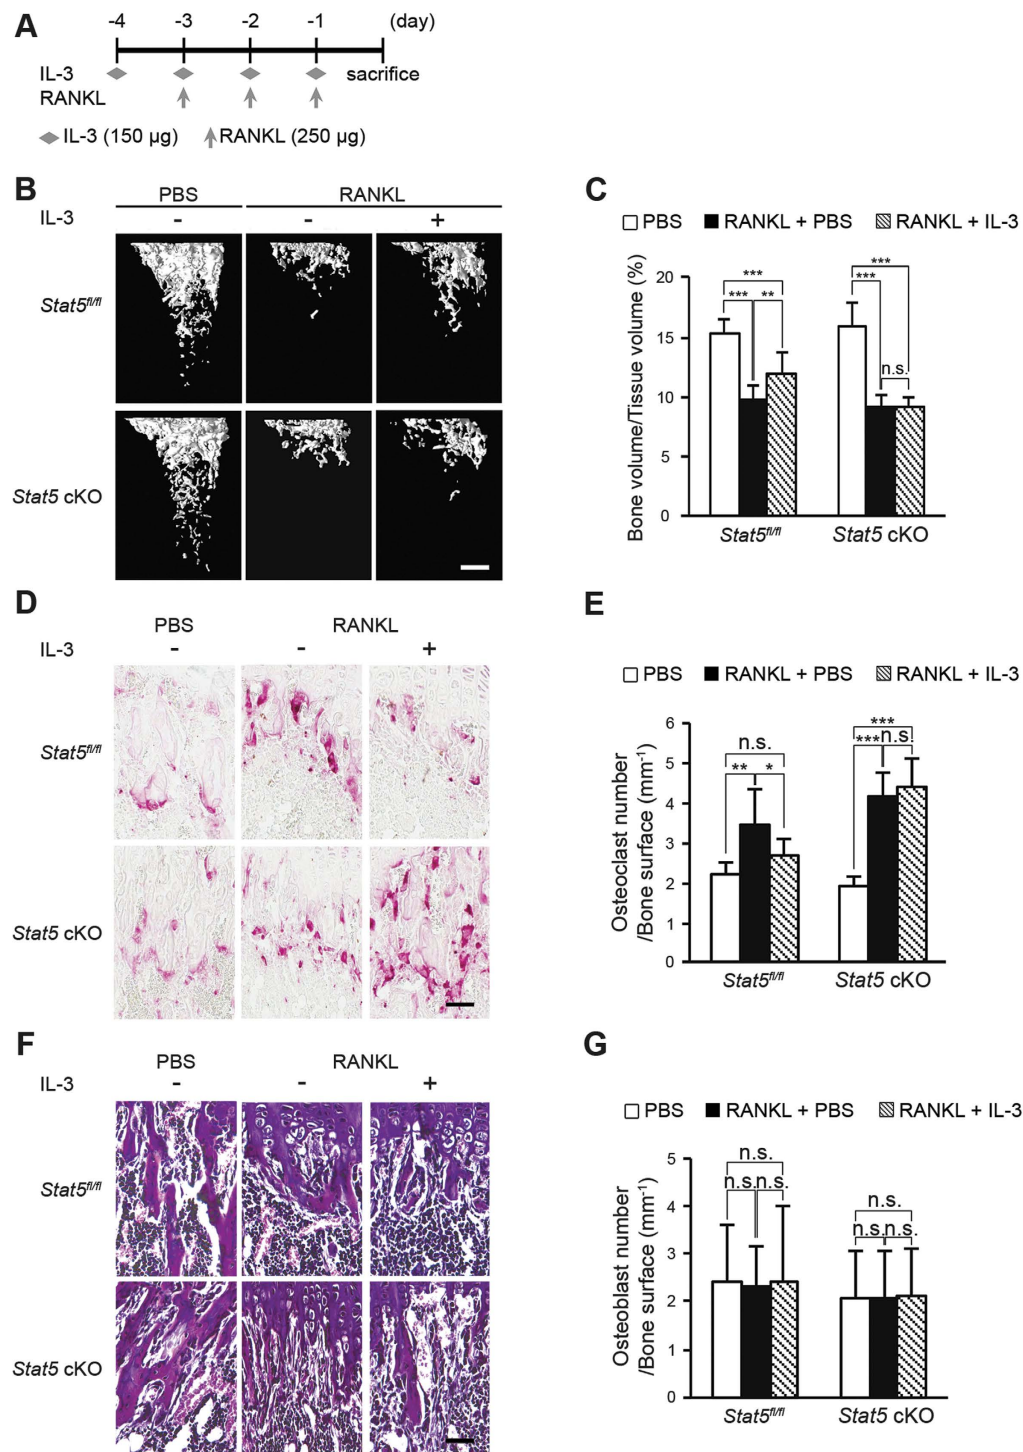 A
-4 -3 -2 -1 (day)
IL-3 sacrifice
RANKL
IL-3 (150 µg) RANKL (250 µg)
B
PBS RANKL
IL-3 - - +
Stat5fl/fl
Stat5 cKO
C
PBS RANKL + PBS RANKL + IL-3
Bone volume/Tissue volume (%)
20
15
10
5
0
*** *** **
*** *** n.s.
Stat5fl/fl Stat5 cKO
D
PBS RANKL
IL-3 - - +
Stat5fl/fl
Stat5 cKO
E
PBS RANKL + PBS RANKL + IL-3
Osteoclast number
/Bone surface (mm-1)
6
5
4
3
2
1
0
n.s. ** *
*** *** n.s.
Stat5fl/fl Stat5 cKO
F
PBS RANKL
IL-3 - - +
Stat5fl/fl
Stat5 cKO
G
PBS RANKL + PBS RANKL + IL-3
Osteoblast number
/Bone surface (mm-1)
5
4
3
2
1
0
n.s. n.s. n.s.
n.s. n.s. n.s.
Stat5fl/fl Stat5 cKO